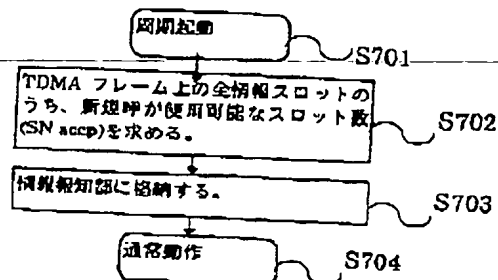 周期起動
S701
TDMA フレーム上の全情報スロットの
うち、新規呼が使用可能なスロット数
(SN accp)を求める。
S702
情報報知部に格納する。
S703
通常動作
S704